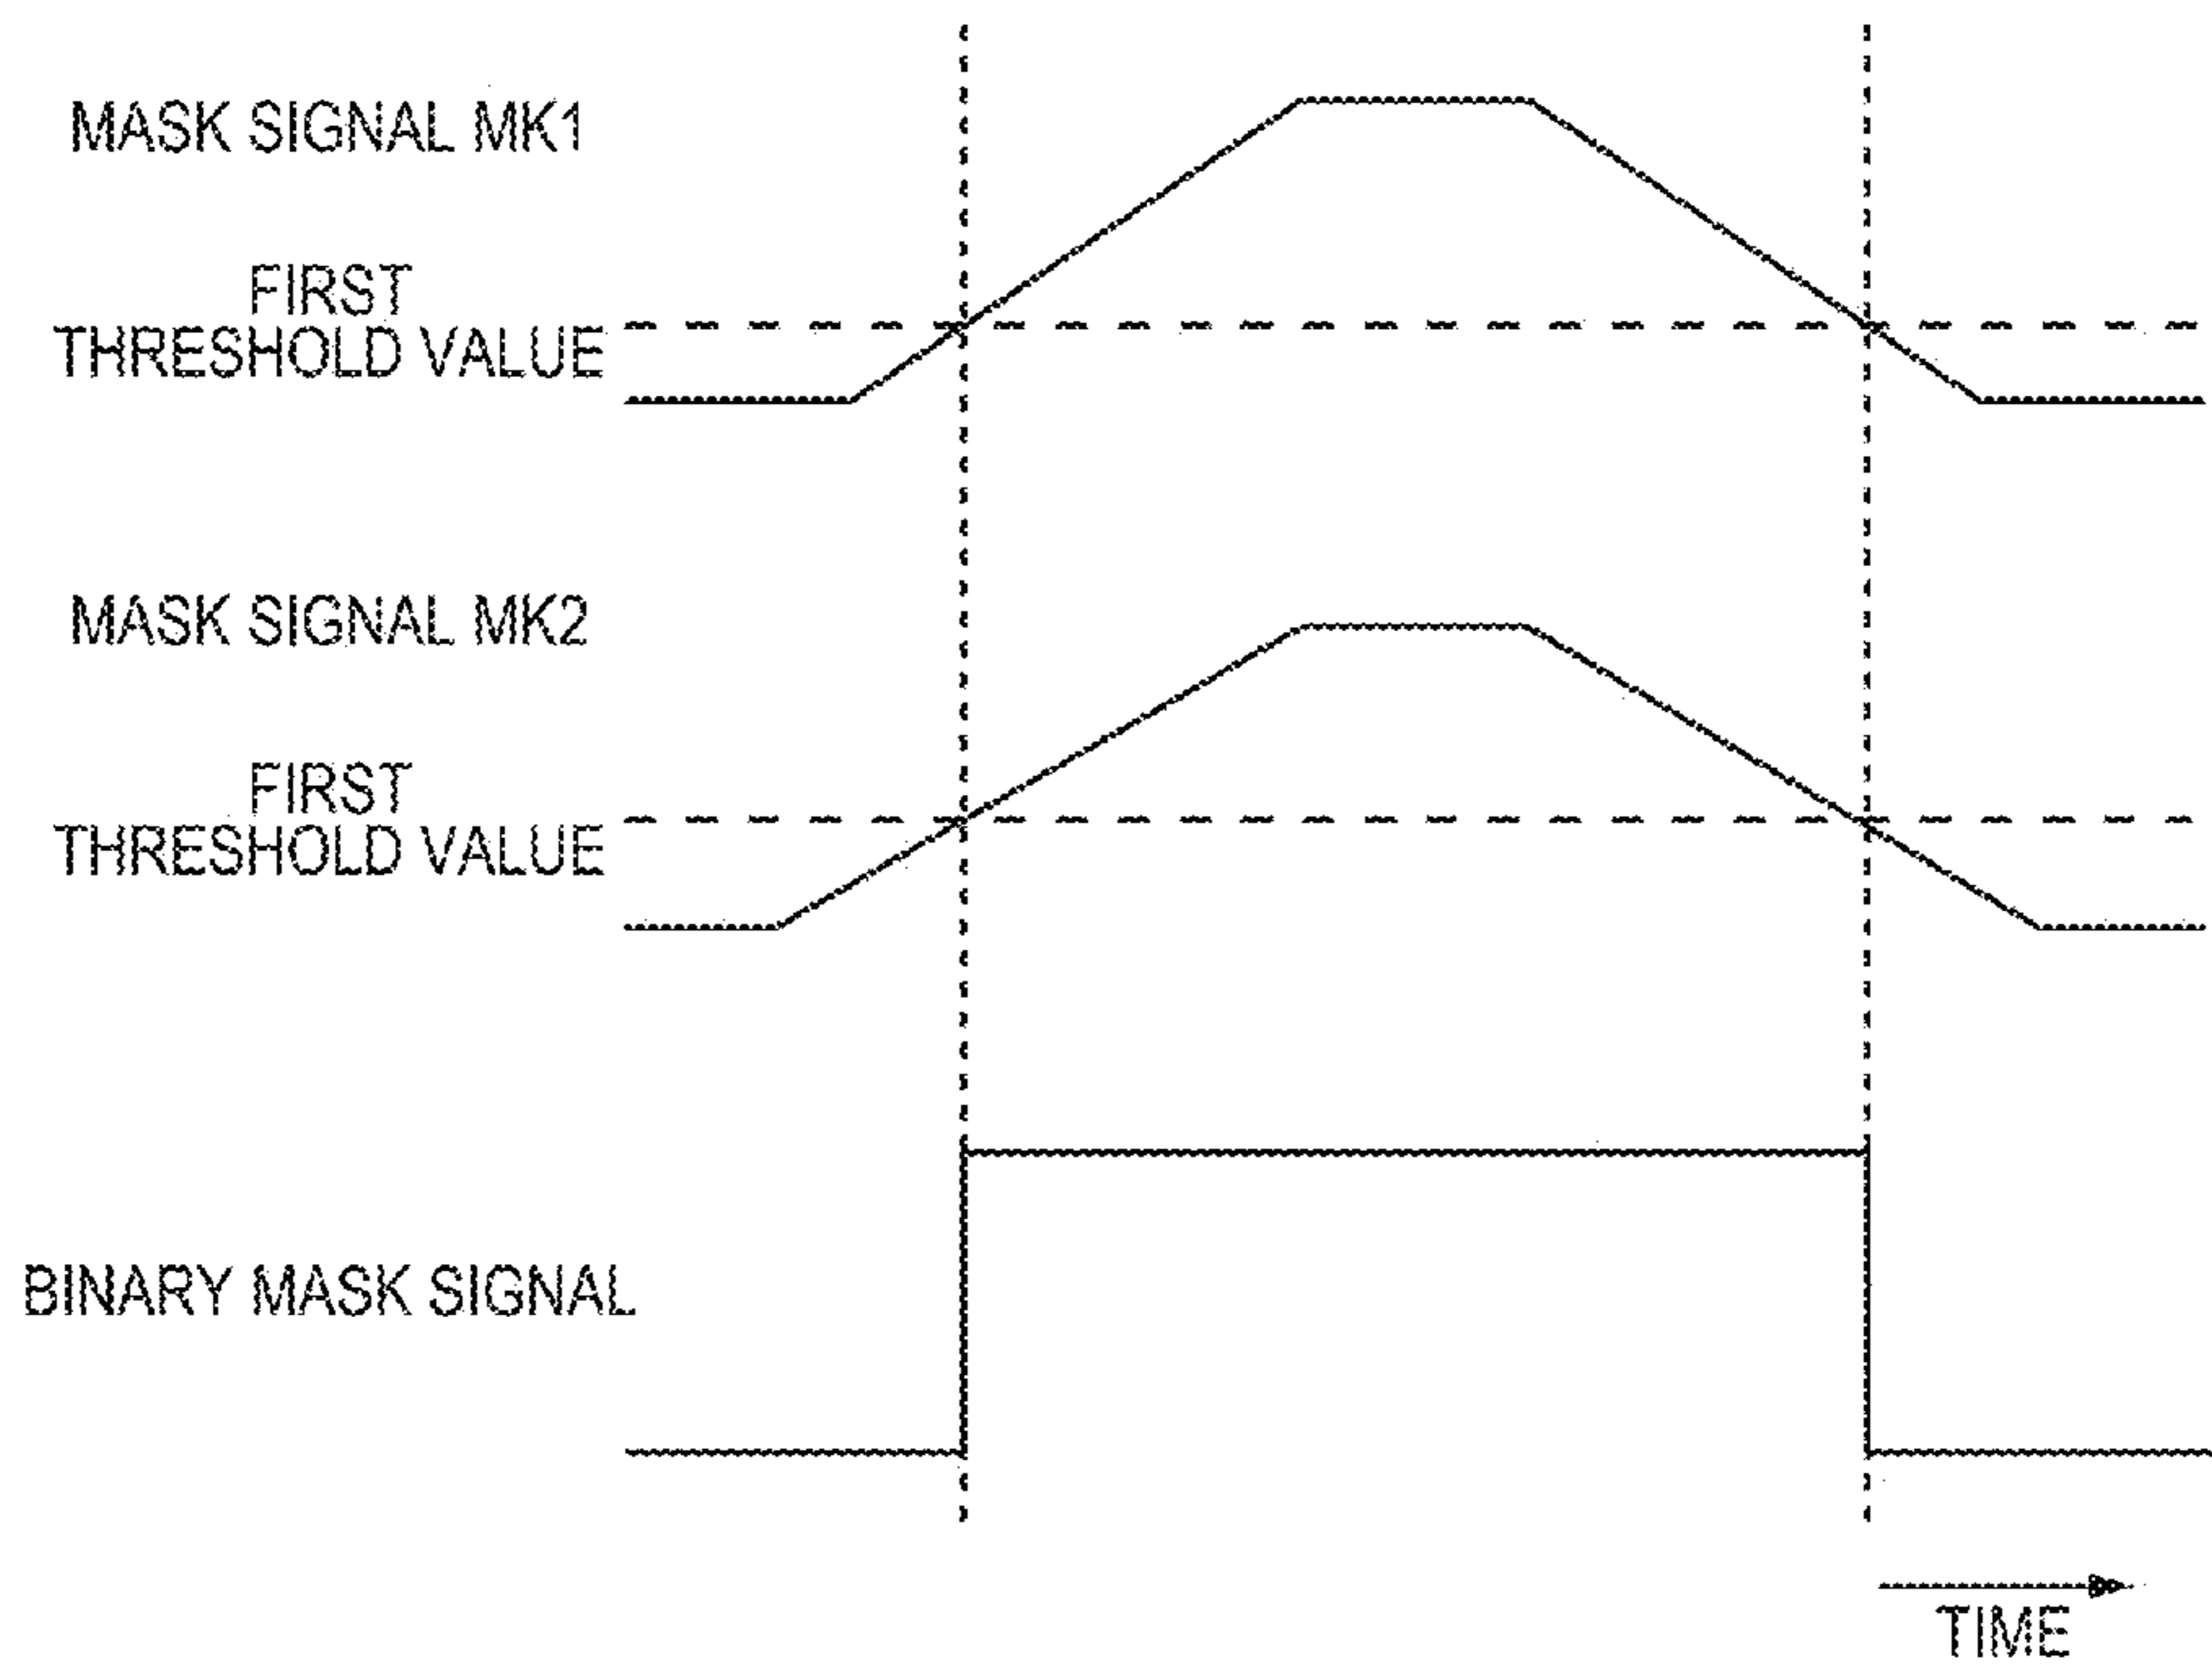 MASK SIGNAL MK1
FIRST
THRESHOLD VALUE
MASK SIGNAL MK2
FIRST
THRESHOLD VALUE
BINARY MASK SIGNAL
TIME